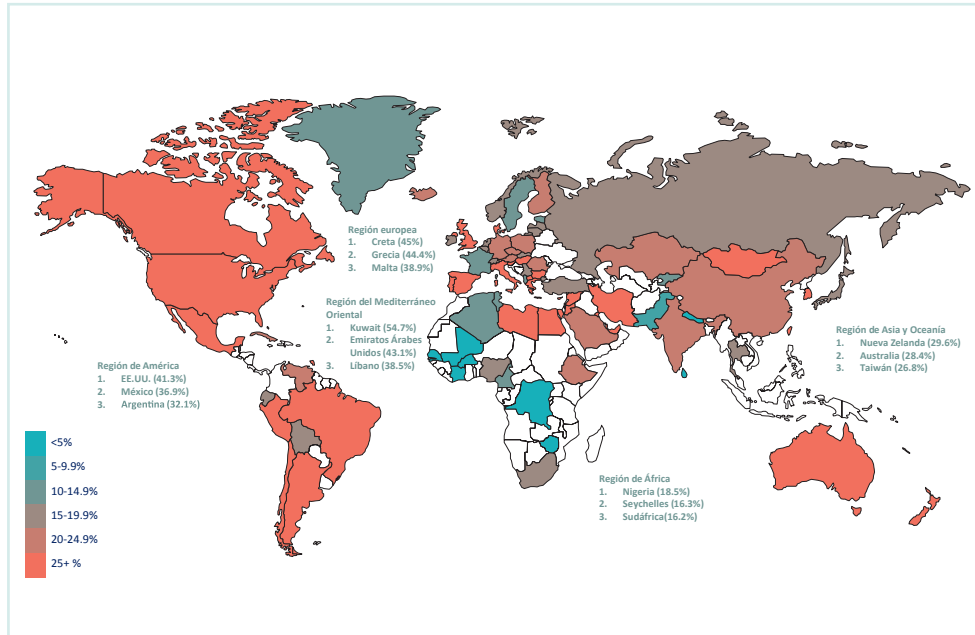 Región europea
1. Creta (45%)
2. Grecia (44.4%)
3. Malta (38.9%)
Región del Mediterráneo
Oriental
1. Kuwait (54.7%)
2. Emiratos Árabes
Unidos (43.1%)
3. Líbano (38.5%)
Región de Asia y Oceanía
1. Nueva Zelanda (29.6%)
2. Australia (28.4%)
3. Taiwán (26.8%)
Región de América
1. EE.UU. (41.3%)
2. México (36.9%)
3. Argentina (32.1%)
<5%
5-9.9%
10-14.9%
15-19.9%
20-24.9%
25+ %
Región de África
1. Nigeria (18.5%)
2. Seychelles (16.3%)
3. Sudáfrica(16.2%)